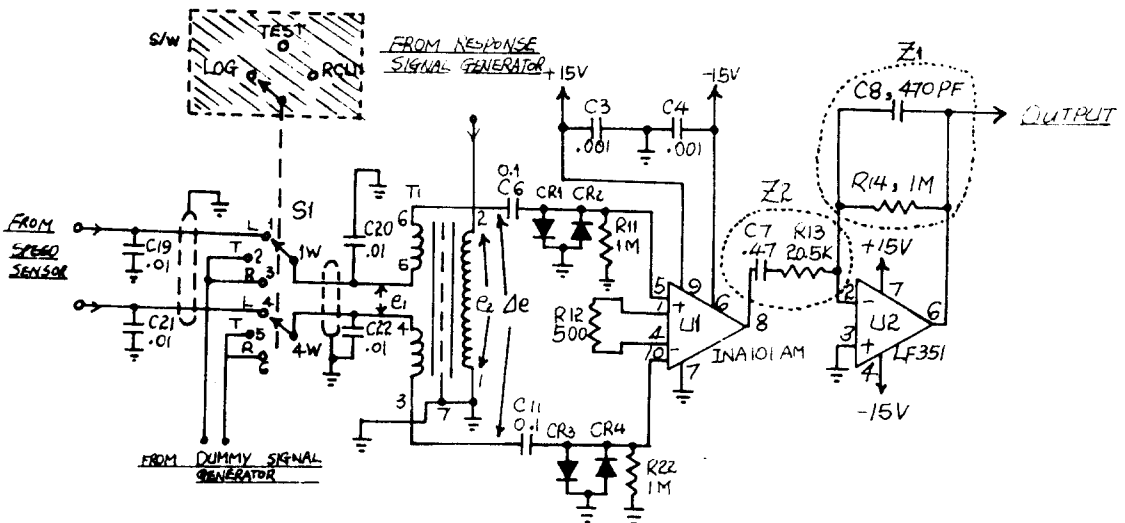 S/W
TEST
LOG
RCLI
FROM RESPONSE
SIGNAL GENERATOR
+15V
-15V
C3
.001
C4
.001
Z1
C8, 470PF
OUTPUT
R14, 1M
FROM
SPEED
SENSOR
C19
.01
C21
.01
S1
L
1
T
2
R
3
L
4
T
5
R
6
1W
4W
C20
.01
C22
.01
e1
T1
6
5
4
3
2
1
7
e2
Δe
0.1
C6
CR1
CR2
R11
1M
R12
500
C11
0.1
CR3
CR4
R22
1M
5
1
4
10
9
6
8
7
+
-
U1
INA101 AM
Z2
C7
.47
R13
20.5K
+15V
7
2
3
6
4
-
+
U2
LF351
-15V
FROM DUMMY SIGNAL
GENERATOR